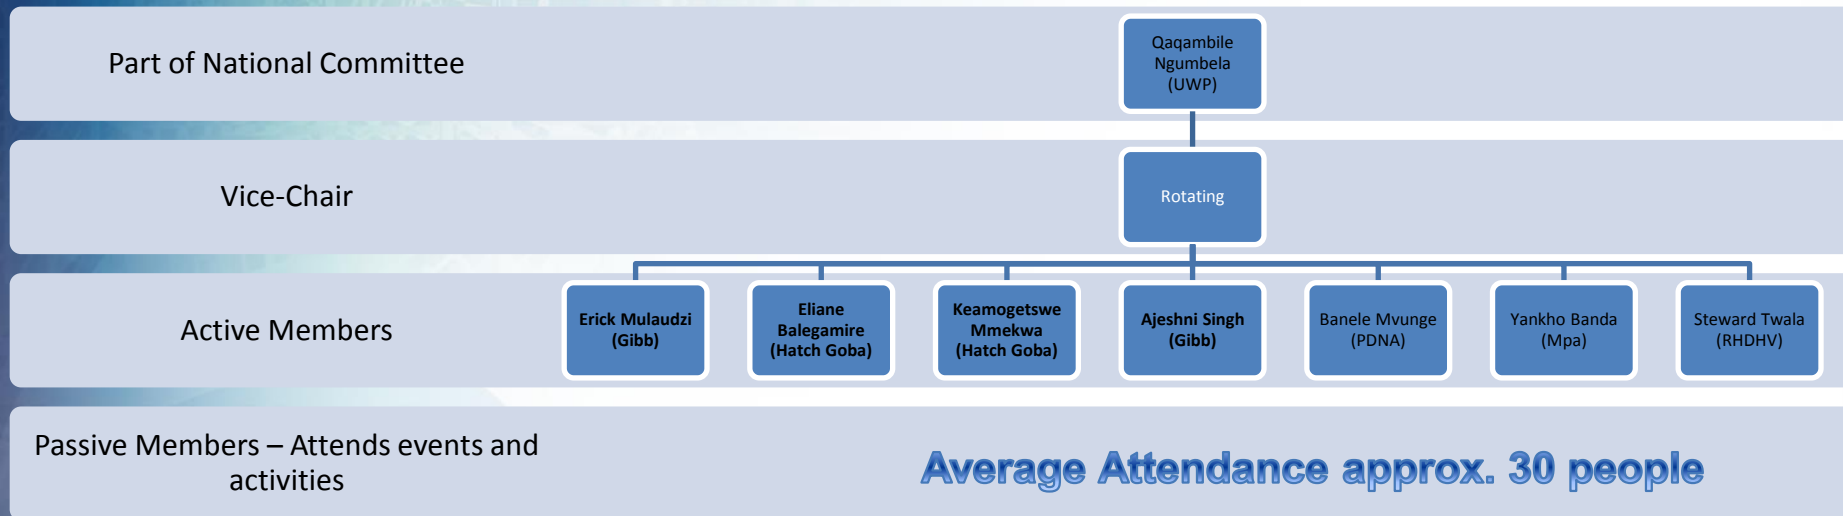 Part of National Committee
Qaqambile
Ngumbela
(UWP)
Vice-Chair
Rotating
Active Members
Erick Mulaudzi
(Gibb)
Eliane
Balegamire
(Hatch Goba)
Keamogetswe
Mmekwa
(Hatch Goba)
Ajeshni Singh
(Gibb)
Banele Mvunge
(PDNA)
Yankho Banda
(Mpa)
Steward Twala
(RHDHV)
Passive Members – Attends events and
activities
Average Attendance approx. 30 people